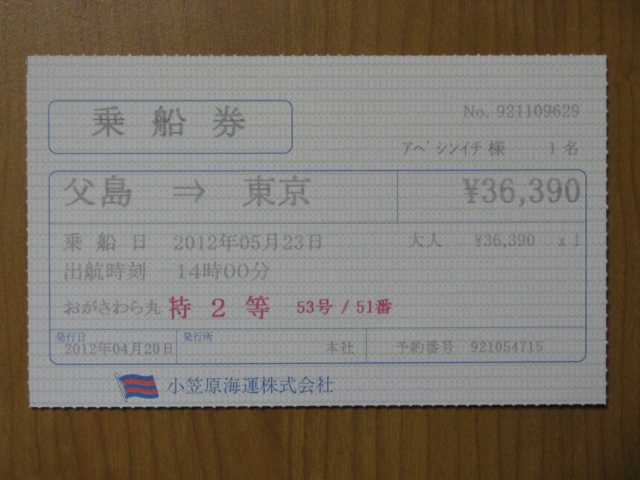 乗船券
No. 921109629
アベ シンイチ 様 1 名
父島 ⇒ 東京 ¥36,390
乗 船 日 2012年05月23日 大人 ¥36,390 x 1
出航時刻 14時00分
おがさわら丸 特 2 等 53号 / 51番
発行日 発行所
2012年04月20日 本社 予約番号 921054715
小笠原海運株式会社